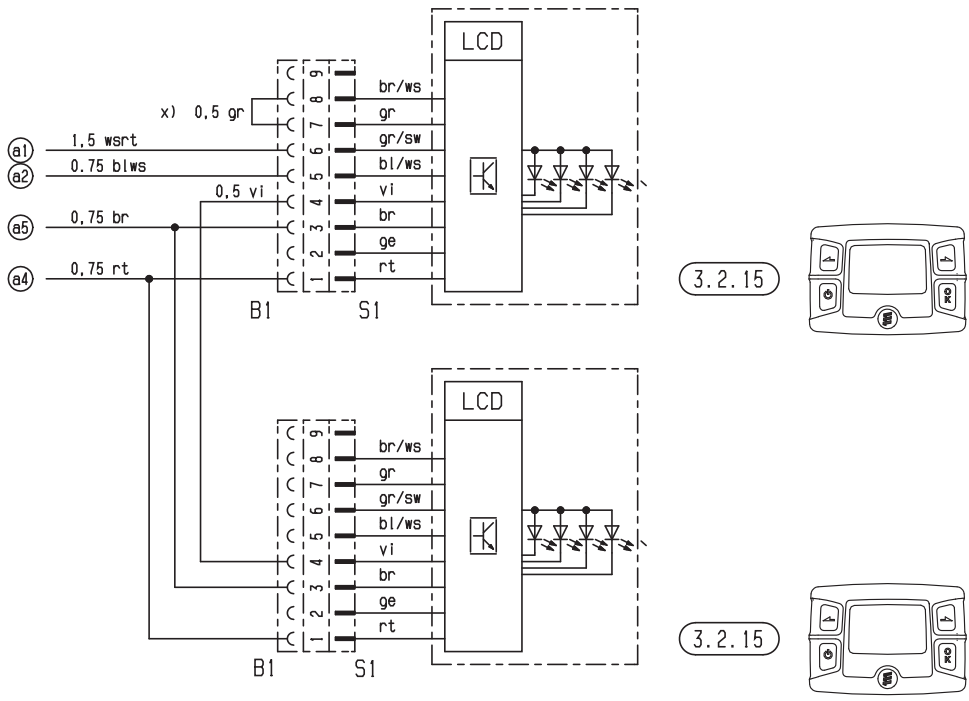 LCD
9
br/ws
8
x) 0,5 gr
gr
7
a1 1,5 wsrt
gr/sw
6
a2 0.75 blws
bl/ws
5
0,5 vi
vi
4
a5 0,75 br
br
3
ge
2
a4 0,75 rt
rt
1
B1 S1
3.2.15
OK
LCD
9
br/ws
8
gr
7
gr/sw
6
bl/ws
5
vi
4
br
3
ge
2
rt
1
B1 S1
3.2.15
OK